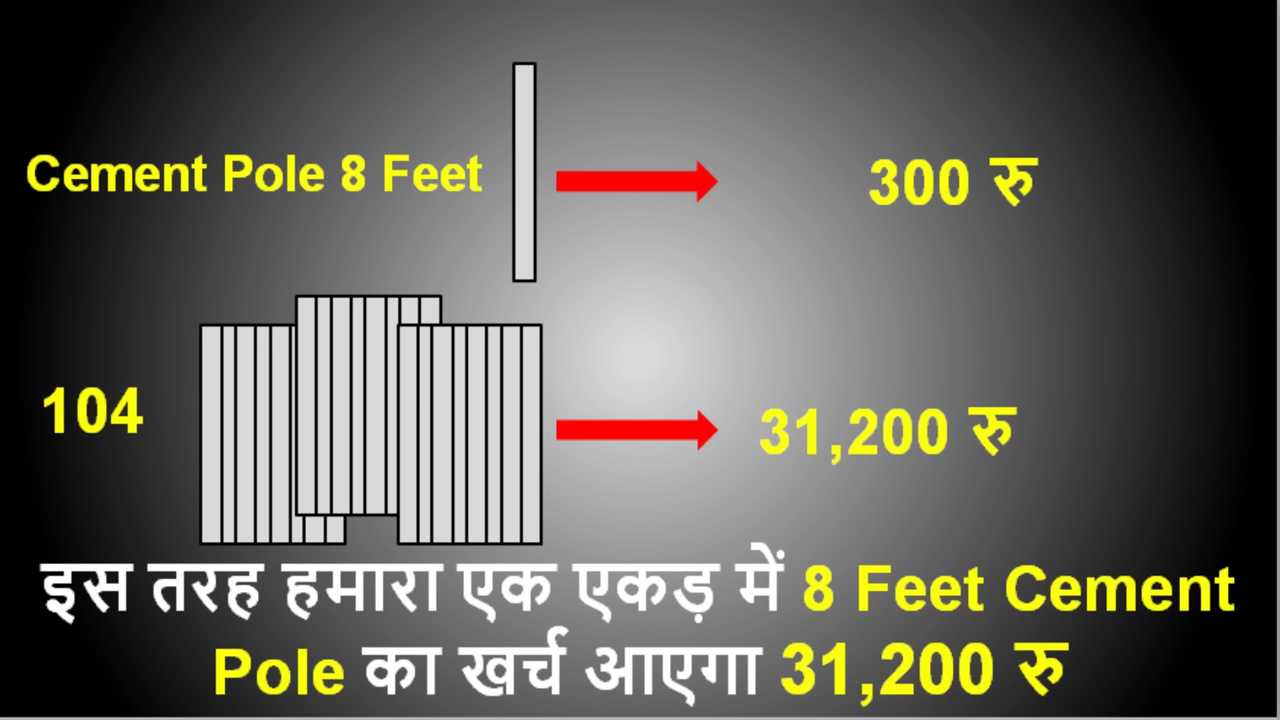 Cement Pole 8 Feet
300 रु
104
31,200 रु
इस तरह हमारा एक एकड़ में 8 Feet Cement
Pole का खर्च आएगा 31,200 रु